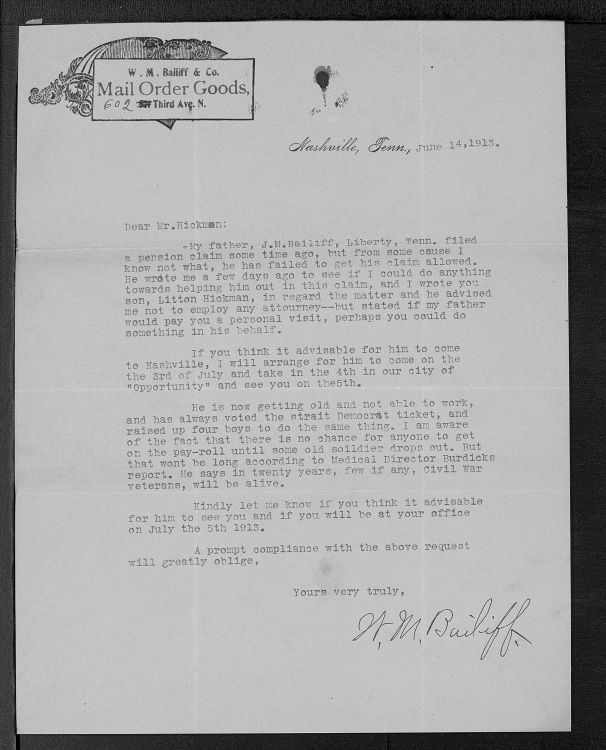 W. M. Bailiff & Co.
Mail Order Goods,
602 Third Ave. N.
Nashville, Tenn., June 14,1913.
Dear Mr.Hickman:
My father, J.M.Bailiff, Liberty, Tenn. filed
a pension claim some time ago, but from some cause I
know not what, he has failed to get his claim allowed.
He wrote me a few days ago to see if I could do anything
towards helping him out in this claim, and I wrote you
son, Litton Hickman, in regard the matter and he advised
me not to employ any attourney--but stated if my father
would pay you a personal visit, perhaps you could do
something in his behalf.
If you think it advisable for him to come
to Nashville, I will arrange for him to come on the
the 3rd of July and take in the 4th in our city of
"Opportunity" and see you on the5th.
He is now getting old and not able to work,
and has always voted the strait Democrat ticket, and
raised up four boys to do the same thing. I am aware
of the fact that there is no chance for anyone to get
on the pay-roll until some old soildier drops out. But
that wont be long according to Medical Director Burdicks
report. He says in twenty years, few if any, Civil War
veterans, will be alive.
Kindly let me know if you think it advisable
for him to see you and if you will be at your office
on July the 5th 1913.
A prompt compliance with the above request
will greatly oblige,
Yours very truly,
W. M. Bailiff.